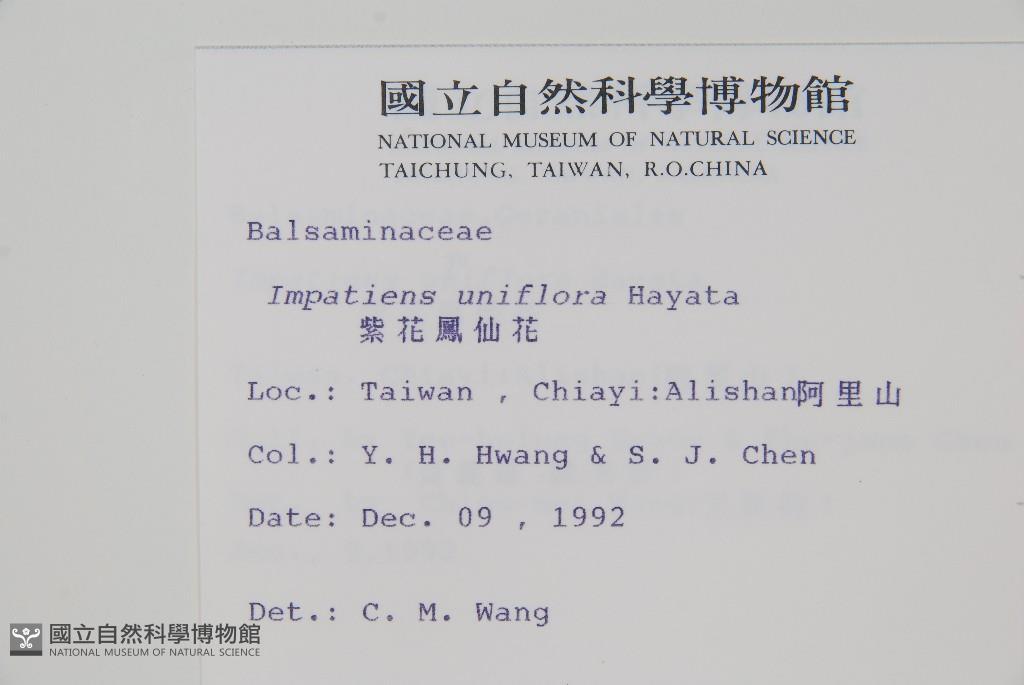 國立自然科學博物館
NATIONAL MUSEUM OF NATURAL SCIENCE
TAICHUNG, TAIWAN, R.O.CHINA
Balsaminaceae
Impatiens uniflora Hayata
紫花鳳仙花
Loc.: Taiwan , Chiayi:Alishan阿里山
Col.: Y. H. Hwang & S. J. Chen
Date: Dec. 09 , 1992
Det.: C. M. Wang
國立自然科學博物館
NATIONAL MUSEUM OF NATURAL SCIENCE